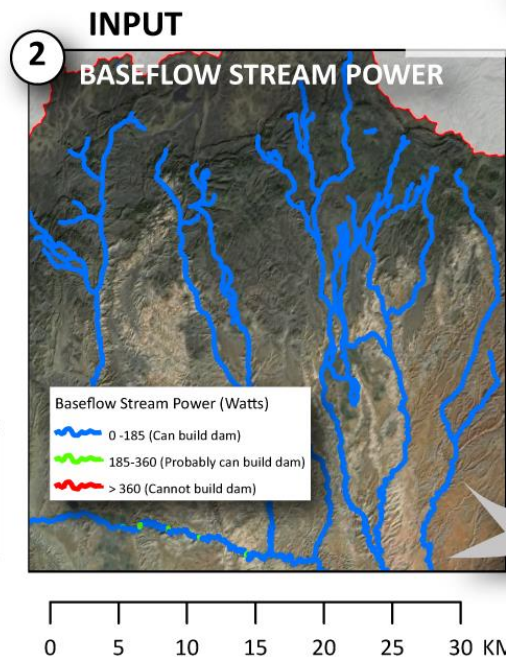 INPUT
2
BASEFLOW STREAM POWER
Baseflow Stream Power (Watts)
0 -185 (Can build dam)
185-360 (Probably can build dam)
> 360 (Cannot build dam)
0 5 10 15 20 25 30 KM